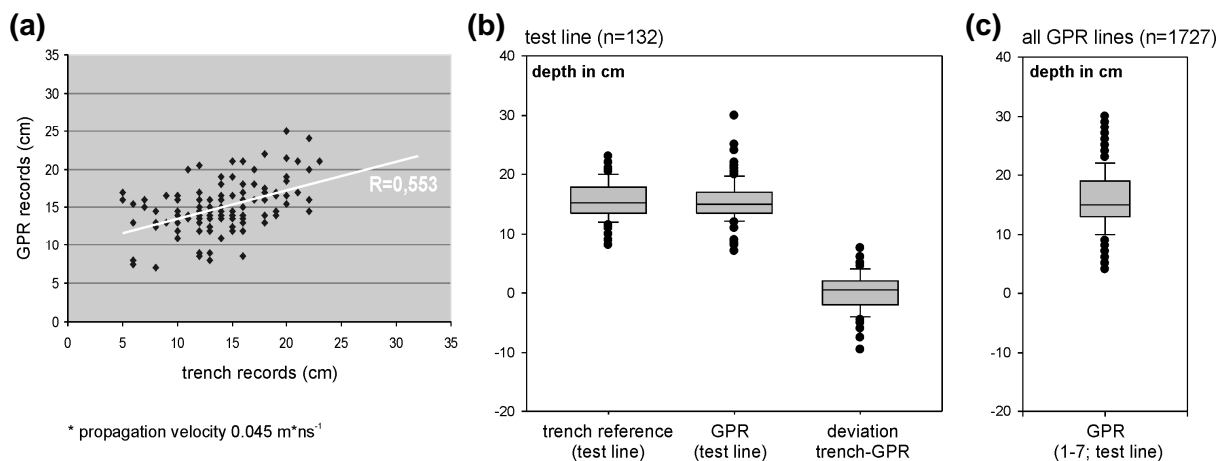 (a)
35
30
25
20
15
10
5
0
GPR records (cm)
R=0,553
0 5 10 15 20 25 30 35
trench records (cm)
* propagation velocity 0.045 m*ns⁻¹
(b)
test line (n=132)
40
30
20
10
0
-10
-20
depth in cm
trench reference
(test line)
GPR
(test line)
deviation
trench-GPR
(c)
all GPR lines (n=1727)
40
30
20
10
0
-10
-20
depth in cm
GPR
(1-7; test line)